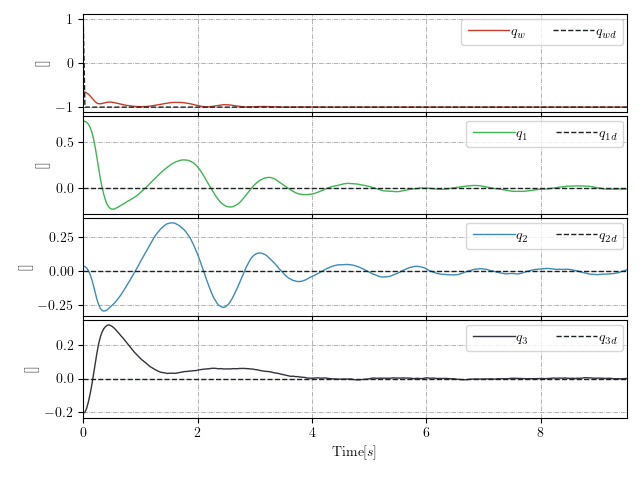 1
0
−1
[]
q_w
q_{wd}
0.5
0.0
[]
q_1
q_{1d}
0.25
0.00
−0.25
[]
q_2
q_{2d}
0.2
0.0
−0.2
[]
q_3
q_{3d}
0 2 4 6 8
Time[s]